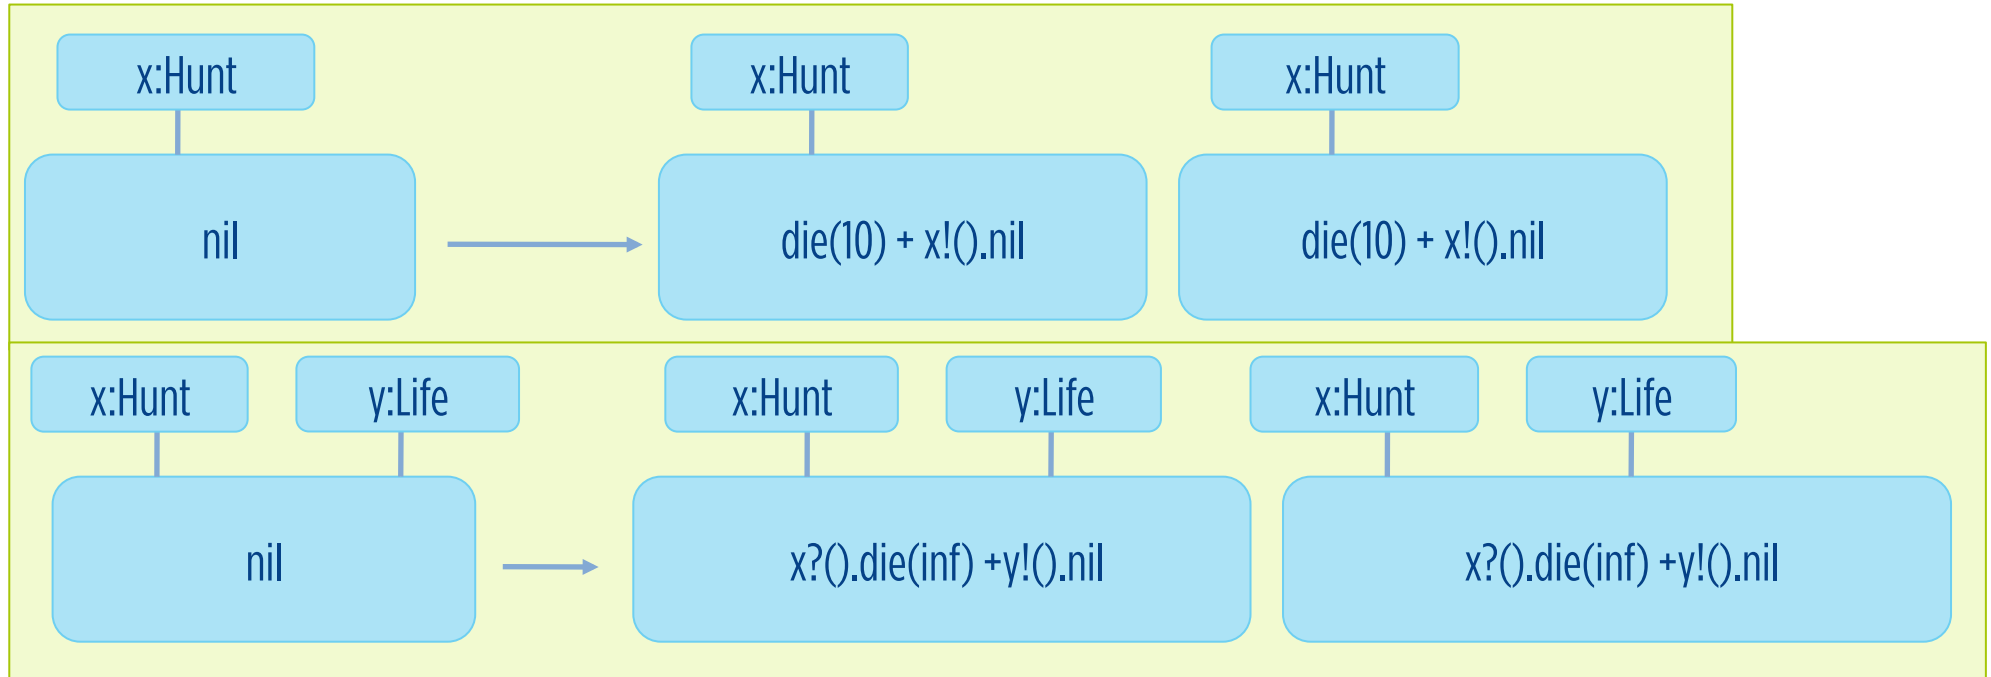 x:Hunt x:Hunt x:Hunt
nil die(10) + x!().nil die(10) + x!().nil
x:Hunt y:Life x:Hunt y:Life x:Hunt y:Life
nil x?().die(inf) +y!().nil x?().die(inf) +y!().nil